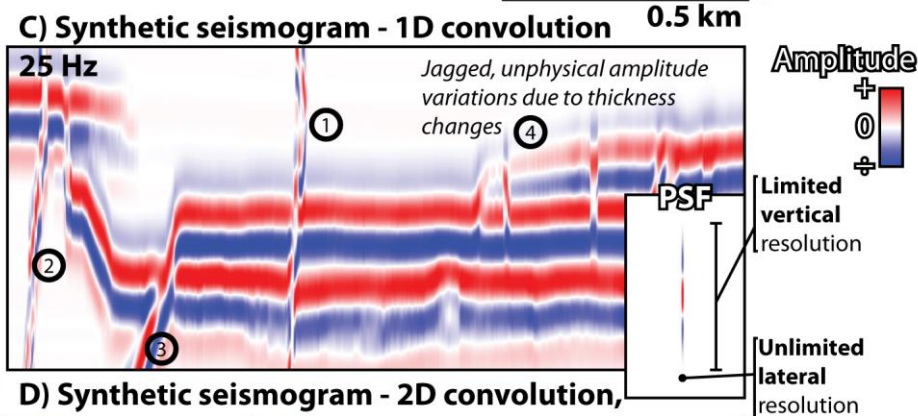 0.5 km
C) Synthetic seismogram - 1D convolution
25 Hz
Jagged, unphysical amplitude
variations due to thickness
changes
1
4
2
3
Amplitude
+
0
÷
PSF
Limited
vertical
resolution
Unlimited
lateral
resolution
D) Synthetic seismogram - 2D convolution,